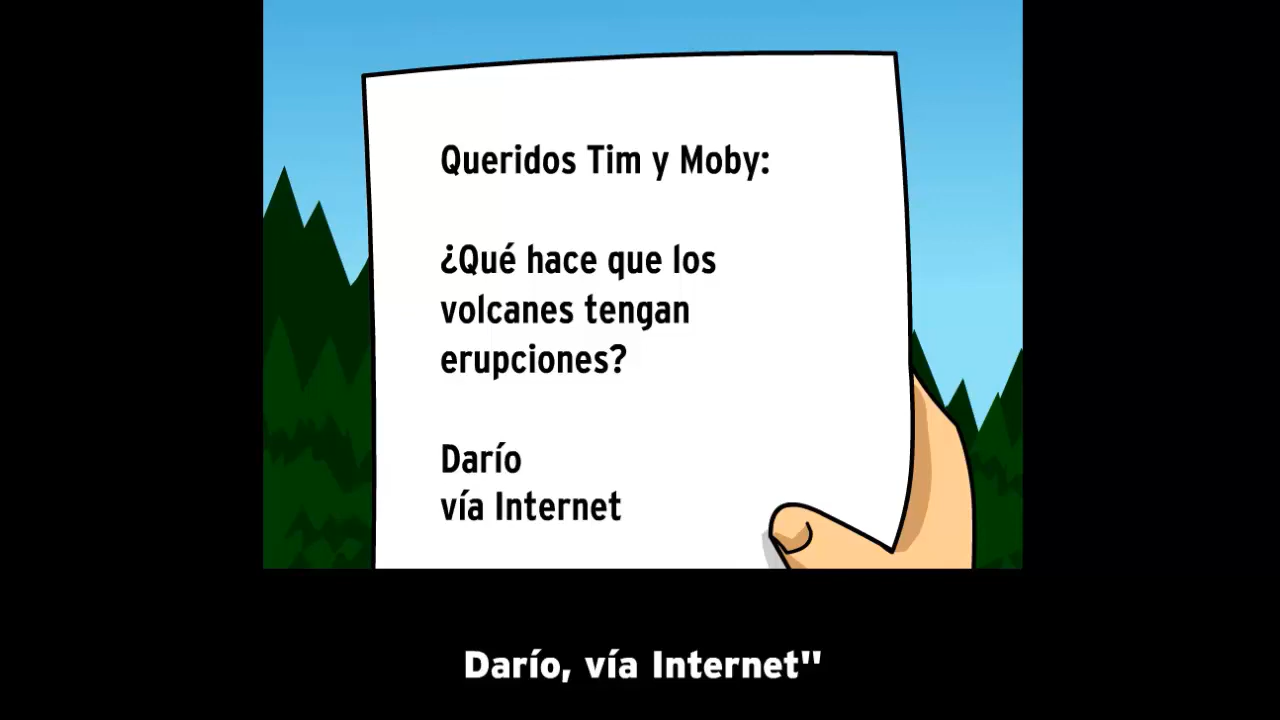 Queridos Tim y Moby:
¿Qué hace que los
volcanes tengan
erupciones?
Darío
vía Internet
Darío, vía Internet"